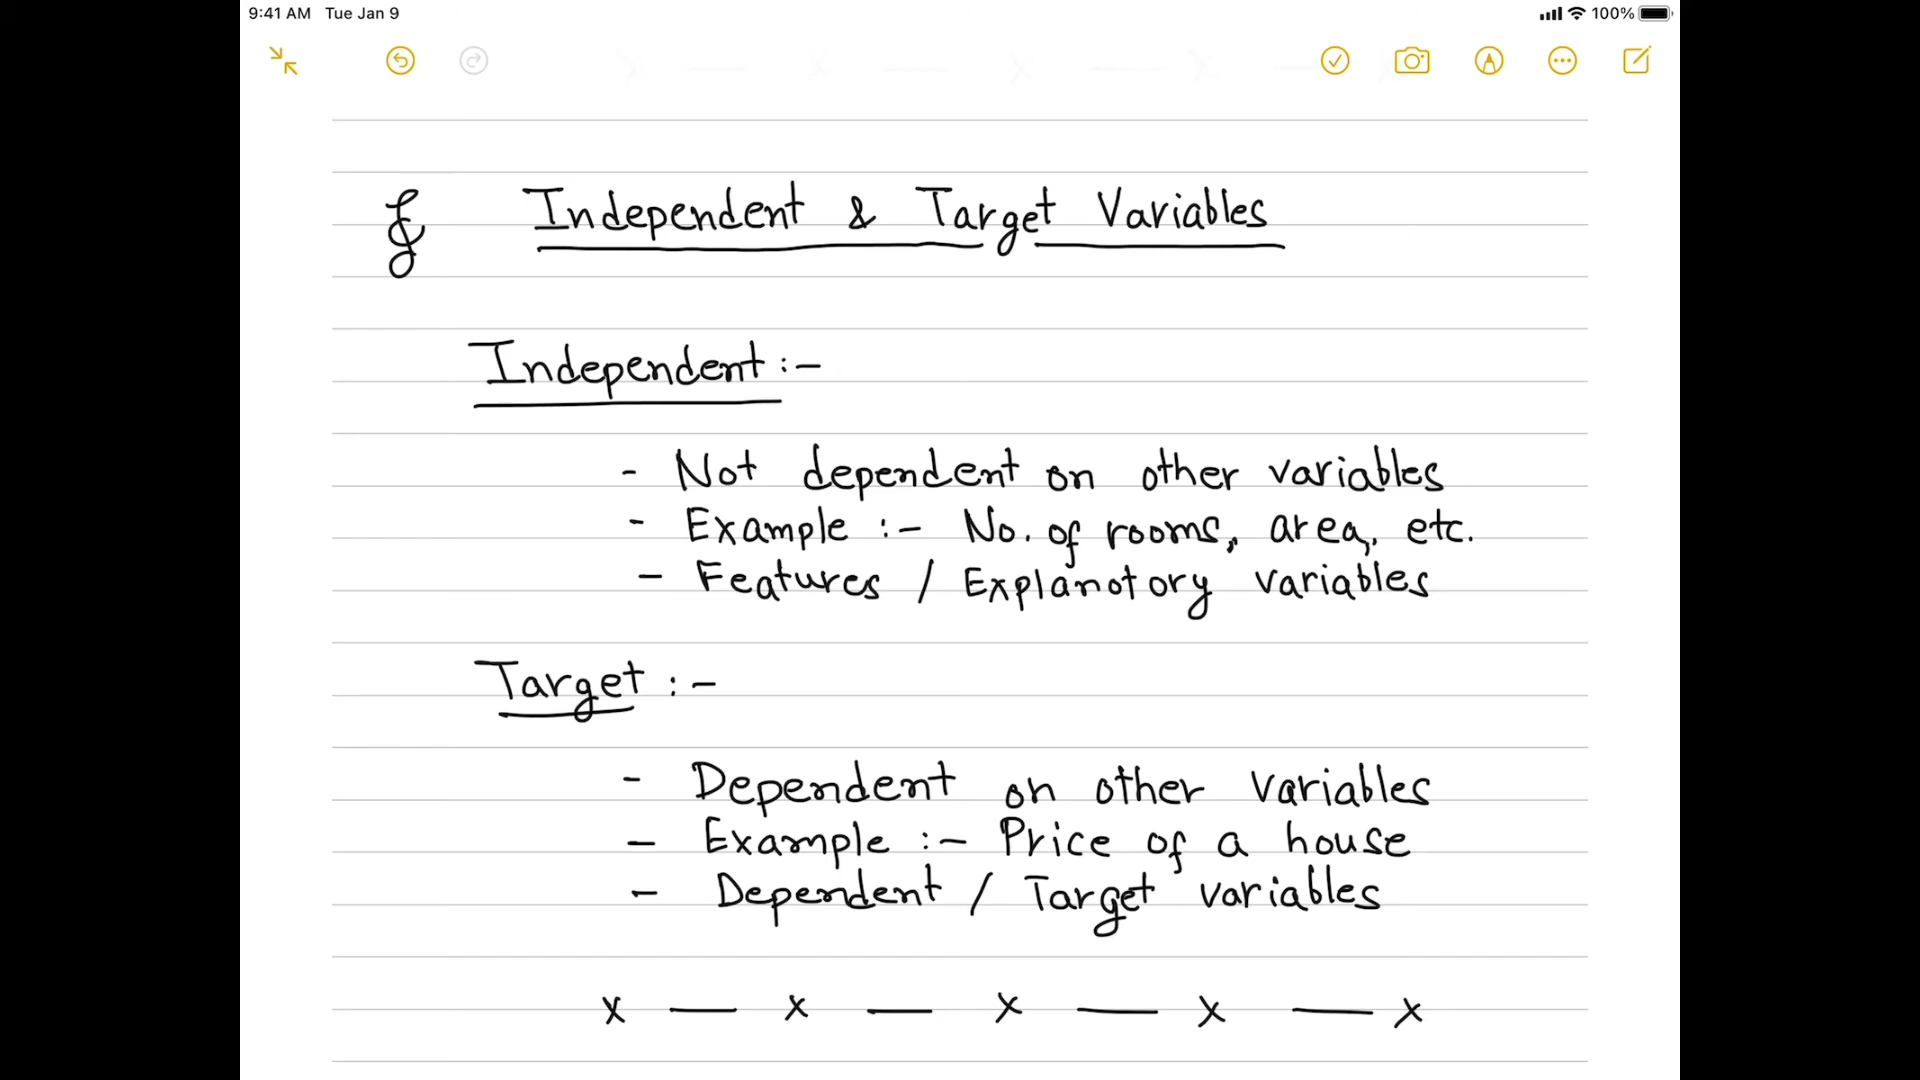 9:41 AM Tue Jan 9 100%
Independent & Target Variables
Independent :-
- Not dependent on other variables
- Example :- No. of rooms, area, etc.
- Features / Explanotory variables
Target :-
- Dependent on other variables
- Example :- Price of a house
- Dependent / Target variables
x — x — x — x — x